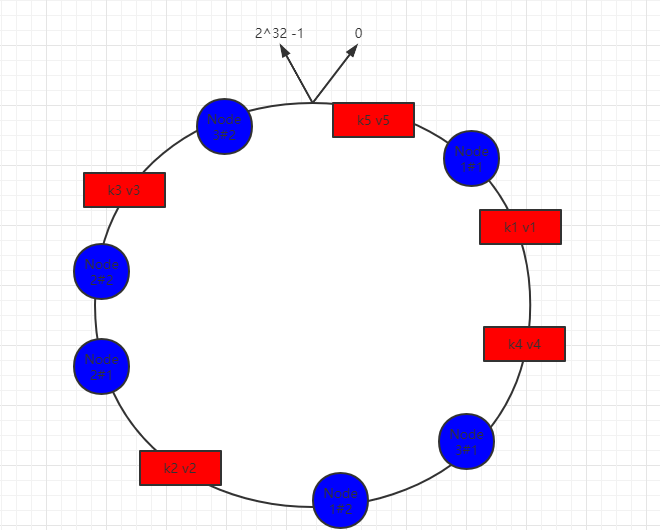 2^32 -1
0
k5 v5
Node
3#2
Node
1#1
k3 v3
k1 v1
Node
2#2
k4 v4
Node
2#1
Node
3#1
k2 v2
Node
1#2